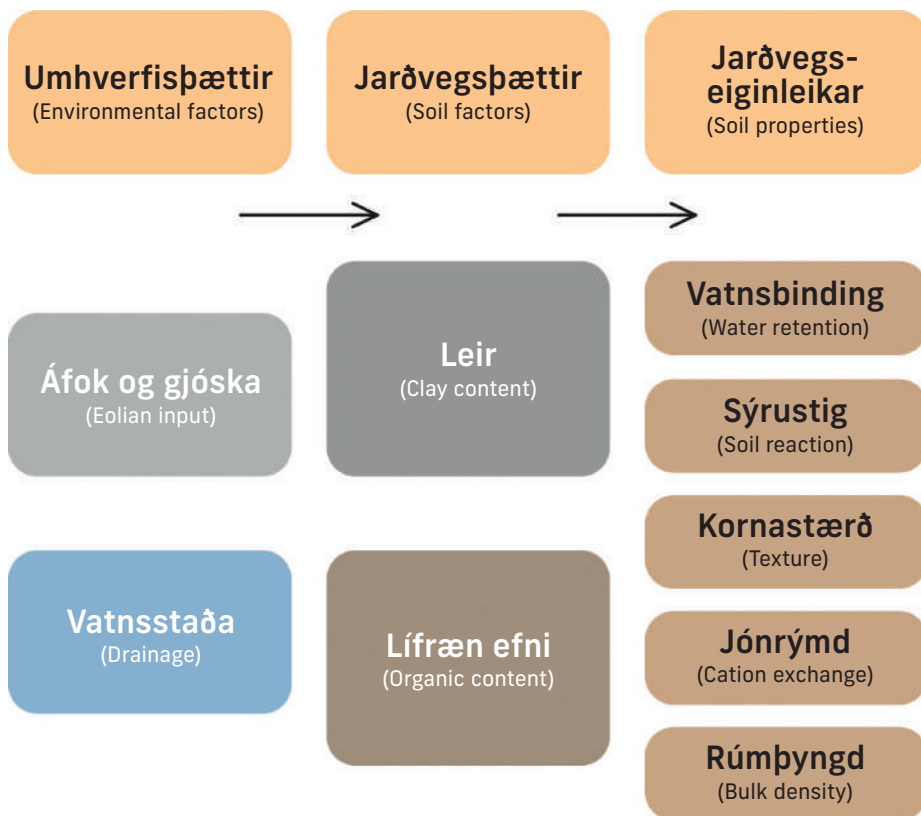 Umhverfisþættir
(Environmental factors)
Jarðvegsþættir
(Soil factors)
Jarðvegs-
eiginleikar
(Soil properties)
Áfok og gjóska
(Eolian input)
Vatnsstaða
(Drainage)
Leir
(Clay content)
Lífræn efni
(Organic content)
Vatnsbinding
(Water retention)
Sýrustig
(Soil reaction)
Kornastærð
(Texture)
Jónrýmd
(Cation exchange)
Rúmþyngd
(Bulk density)